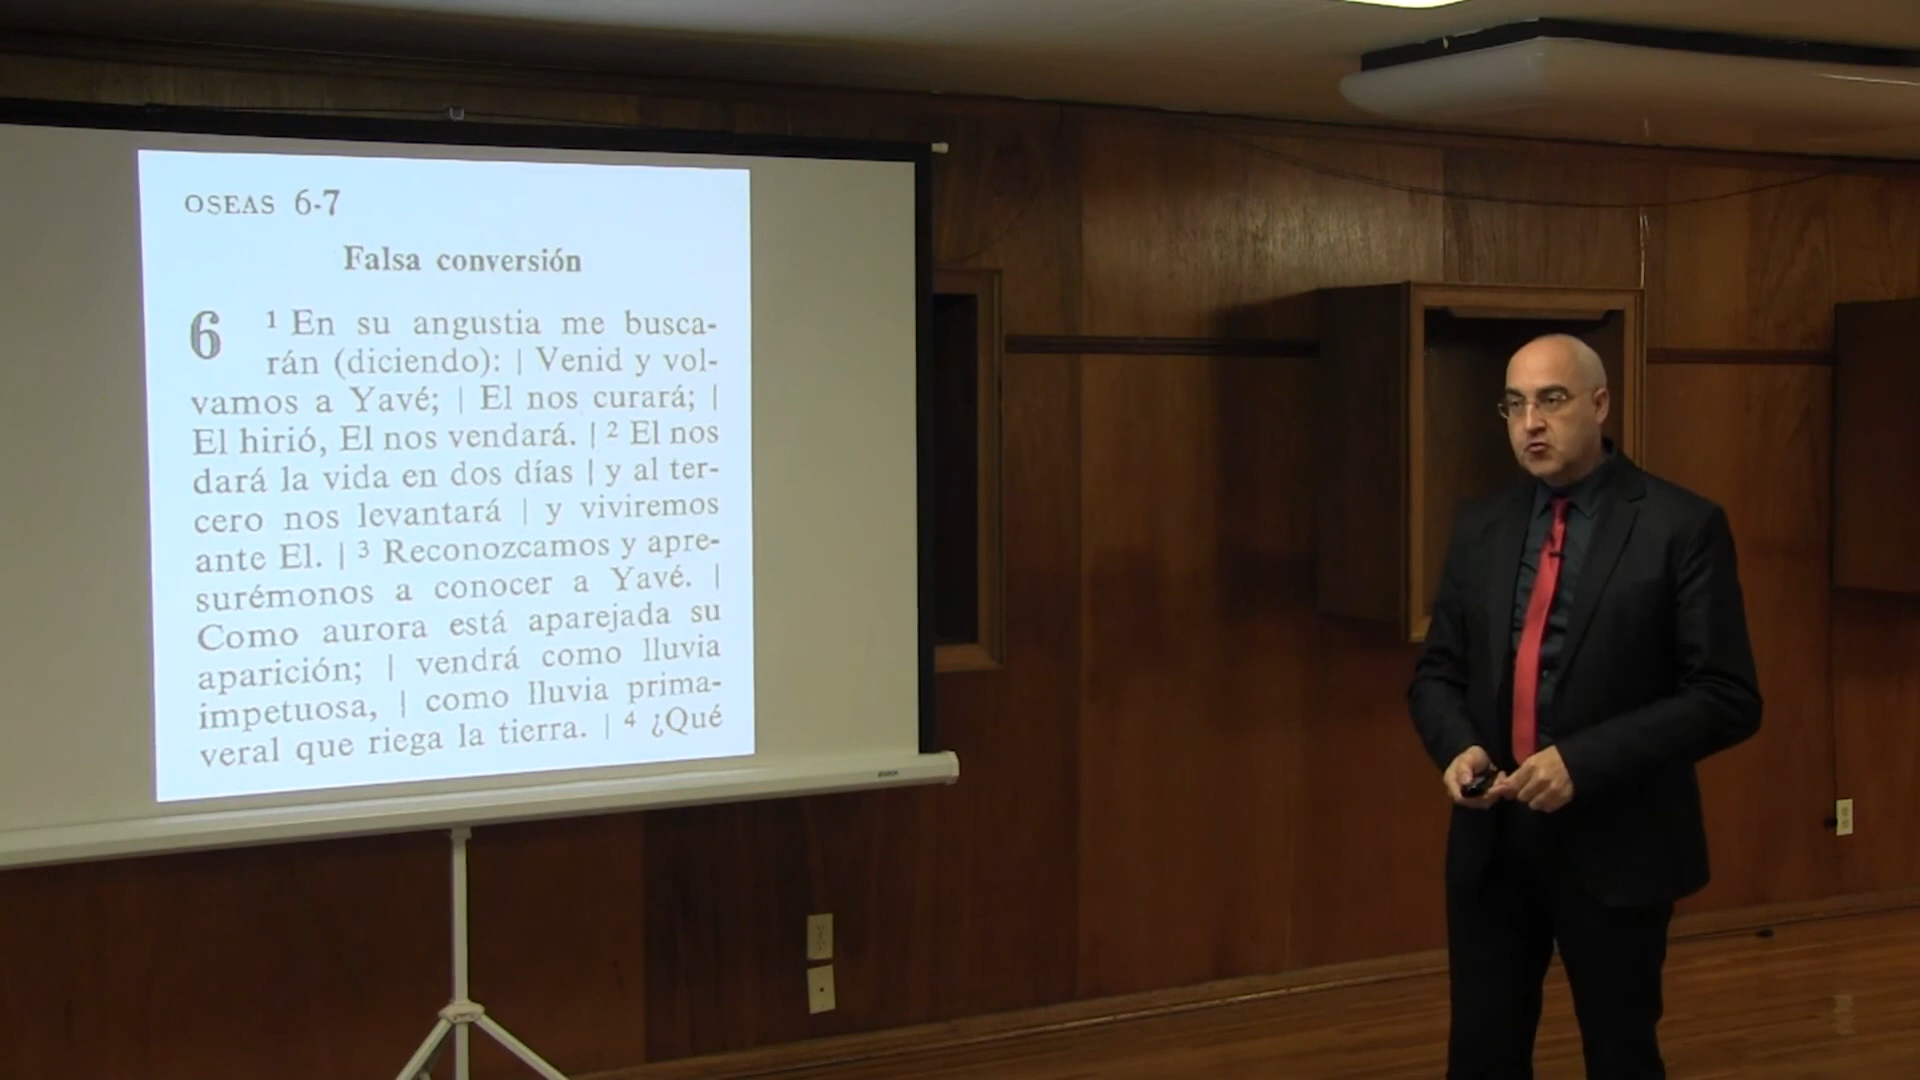 OSEAS 6-7
Falsa conversión
6 ¹ En su angustia me busca-
rán (diciendo): | Venid y vol-
vamos a Yavé; | El nos curará; |
El hirió, El nos vendará. | ² El nos
dará la vida en dos días | y al ter-
cero nos levantará | y viviremos
ante El. | ³ Reconozcamos y apre-
surémonos a conocer a Yavé. |
Como aurora está aparejada su
aparición; | vendrá como lluvia
impetuosa, | como lluvia prima-
veral que riega la tierra. | ⁴ ¿Qué